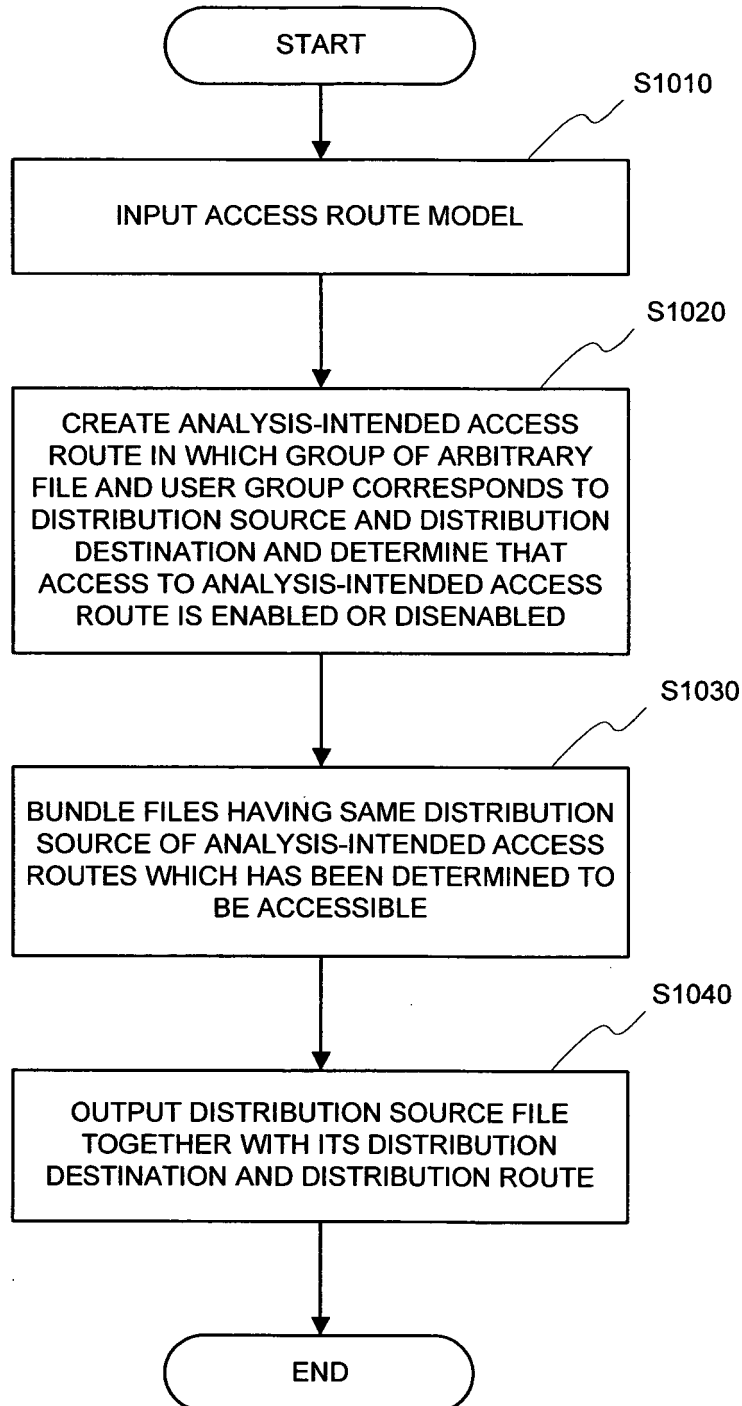 START
S1010
INPUT ACCESS ROUTE MODEL
S1020
CREATE ANALYSIS-INTENDED ACCESS
ROUTE IN WHICH GROUP OF ARBITRARY
FILE AND USER GROUP CORRESPONDS TO
DISTRIBUTION SOURCE AND DISTRIBUTION
DESTINATION AND DETERMINE THAT
ACCESS TO ANALYSIS-INTENDED ACCESS
ROUTE IS ENABLED OR DISENABLED
S1030
BUNDLE FILES HAVING SAME DISTRIBUTION
SOURCE OF ANALYSIS-INTENDED ACCESS
ROUTES WHICH HAS BEEN DETERMINED TO
BE ACCESSIBLE
S1040
OUTPUT DISTRIBUTION SOURCE FILE
TOGETHER WITH ITS DISTRIBUTION
DESTINATION AND DISTRIBUTION ROUTE
END